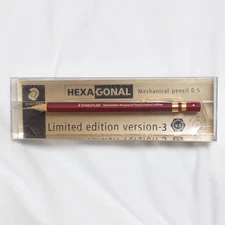 HEXAGONAL Mechanical pencil 0.5
STAEDTLER
Limited edition version-3